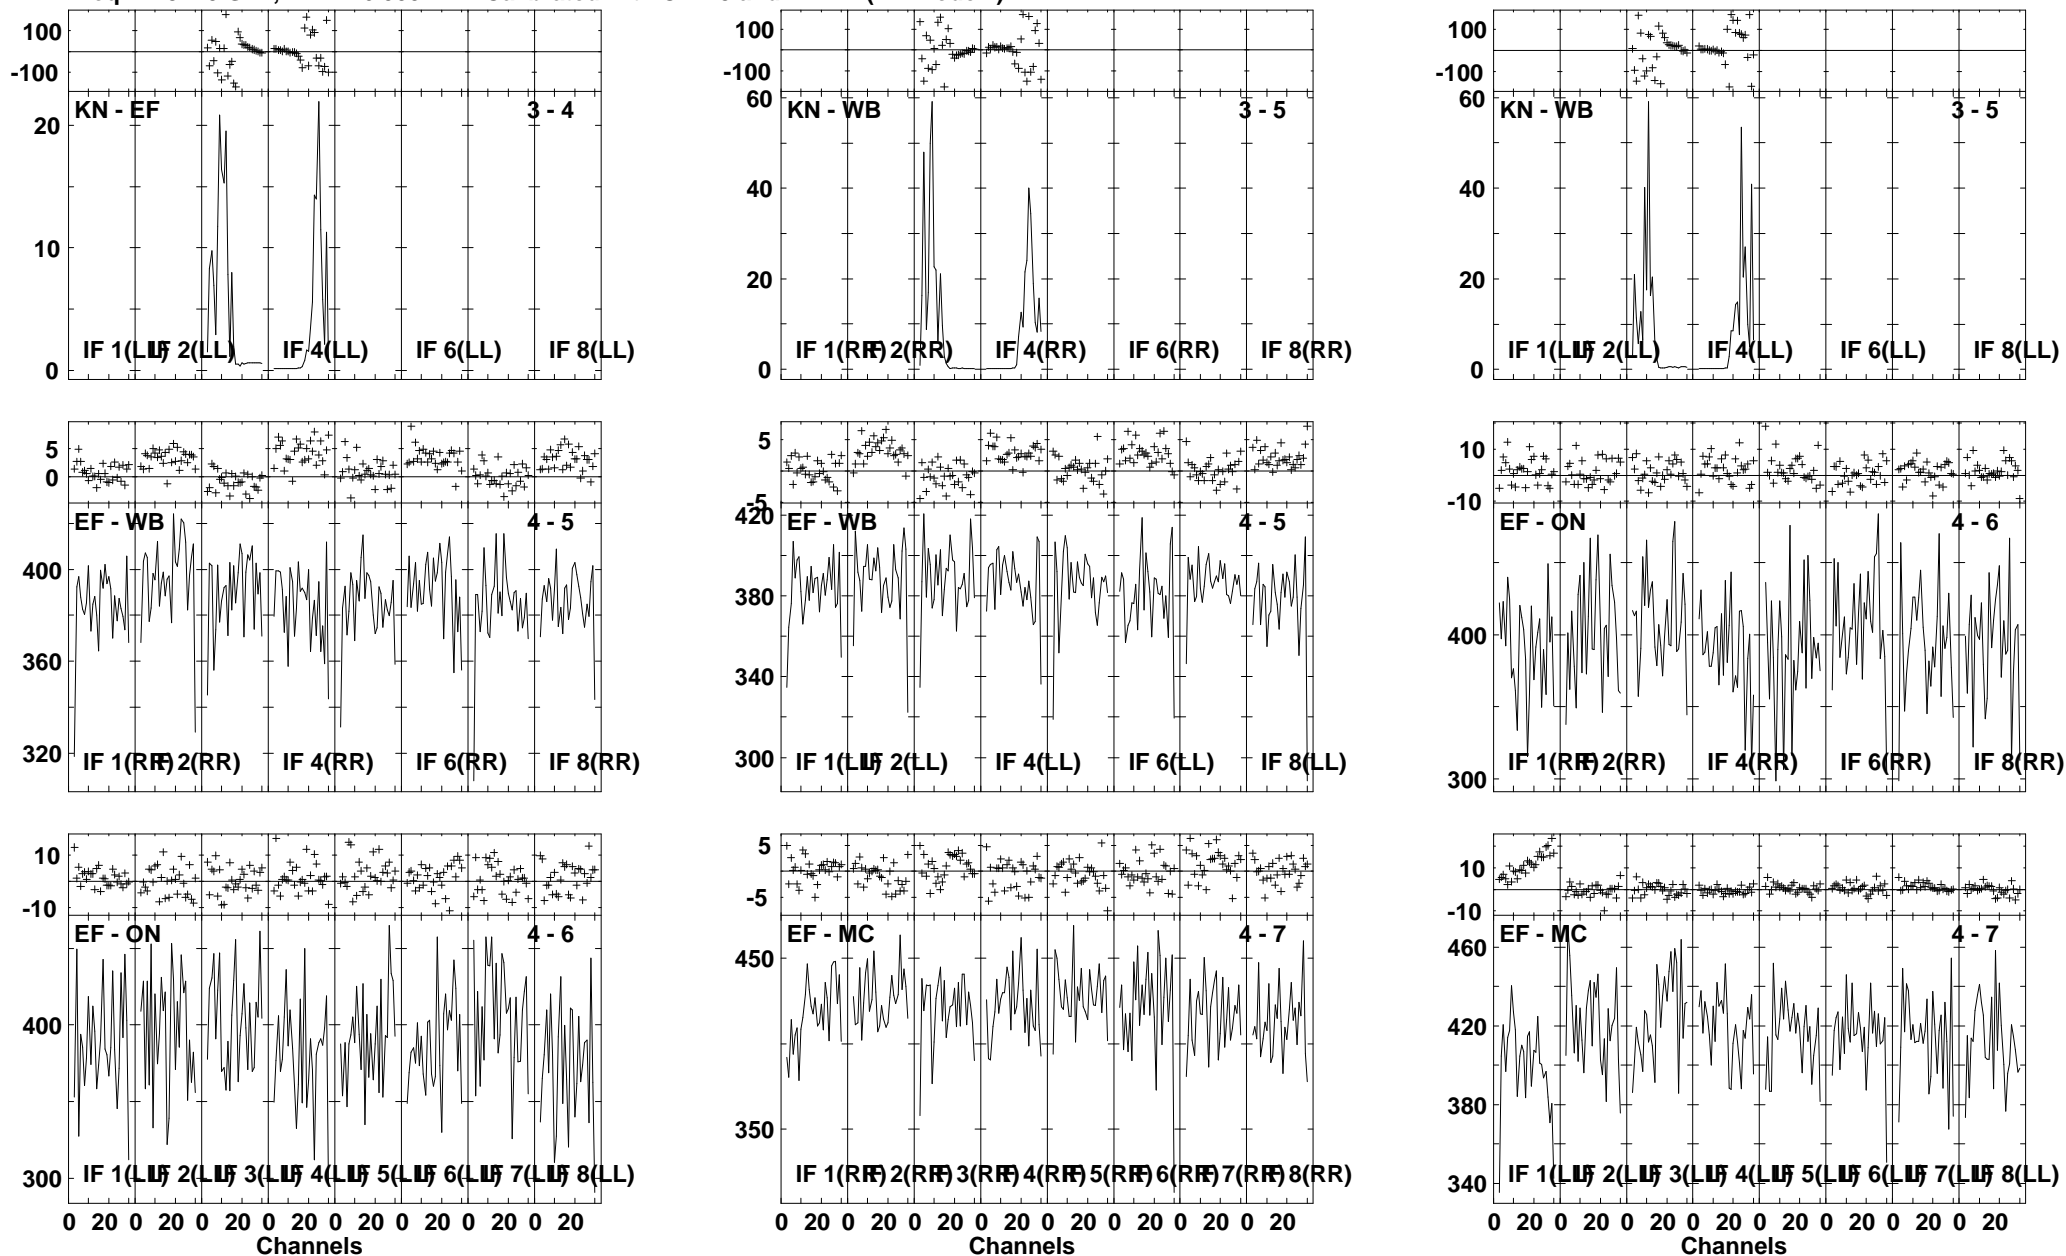 100
-100
KN - EF 3 - 4
20
10
0
IF 1(LL) IF 2(LL) IF 4(LL) IF 6(LL) IF 8(LL)
100
-100
KN - WB 3 - 5
60
40
20
0
IF 1(RR) IF 2(RR) IF 4(RR) IF 6(RR) IF 8(RR)
100
-100
KN - WB 3 - 5
60
40
20
0
IF 1(LL) IF 2(LL) IF 4(LL) IF 6(LL) IF 8(LL)
5
0
EF - WB 4 - 5
400
360
320
IF 1(RR) IF 2(RR) IF 4(RR) IF 6(RR) IF 8(RR)
5
-5
EF - WB 4 - 5
420
380
340
300
IF 1(LL) IF 2(LL) IF 4(LL) IF 6(LL) IF 8(LL)
10
-10
EF - ON 4 - 6
400
300
IF 1(RR) IF 2(RR) IF 4(RR) IF 6(RR) IF 8(RR)
10
-10
EF - ON 4 - 6
400
300
IF 1(LL) IF 2(LL) IF 3(LL) IF 4(LL) IF 5(LL) IF 6(LL) IF 7(LL) IF 8(LL)
0 20 0 20 0 20 0 20 0 20 0 20 0 20 0 20
Channels
5
-5
EF - MC 4 - 7
450
350
IF 1(RR) IF 2(RR) IF 3(RR) IF 4(RR) IF 5(RR) IF 6(RR) IF 7(RR) IF 8(RR)
0 20 0 20 0 20 0 20 0 20 0 20 0 20 0 20
Channels
10
-10
EF - MC 4 - 7
460
420
380
340
IF 1(LL) IF 2(LL) IF 3(LL) IF 4(LL) IF 5(LL) IF 6(LL) IF 7(LL) IF 8(LL)
0 20 0 20 0 20 0 20 0 20 0 20 0 20 0 20
Channels